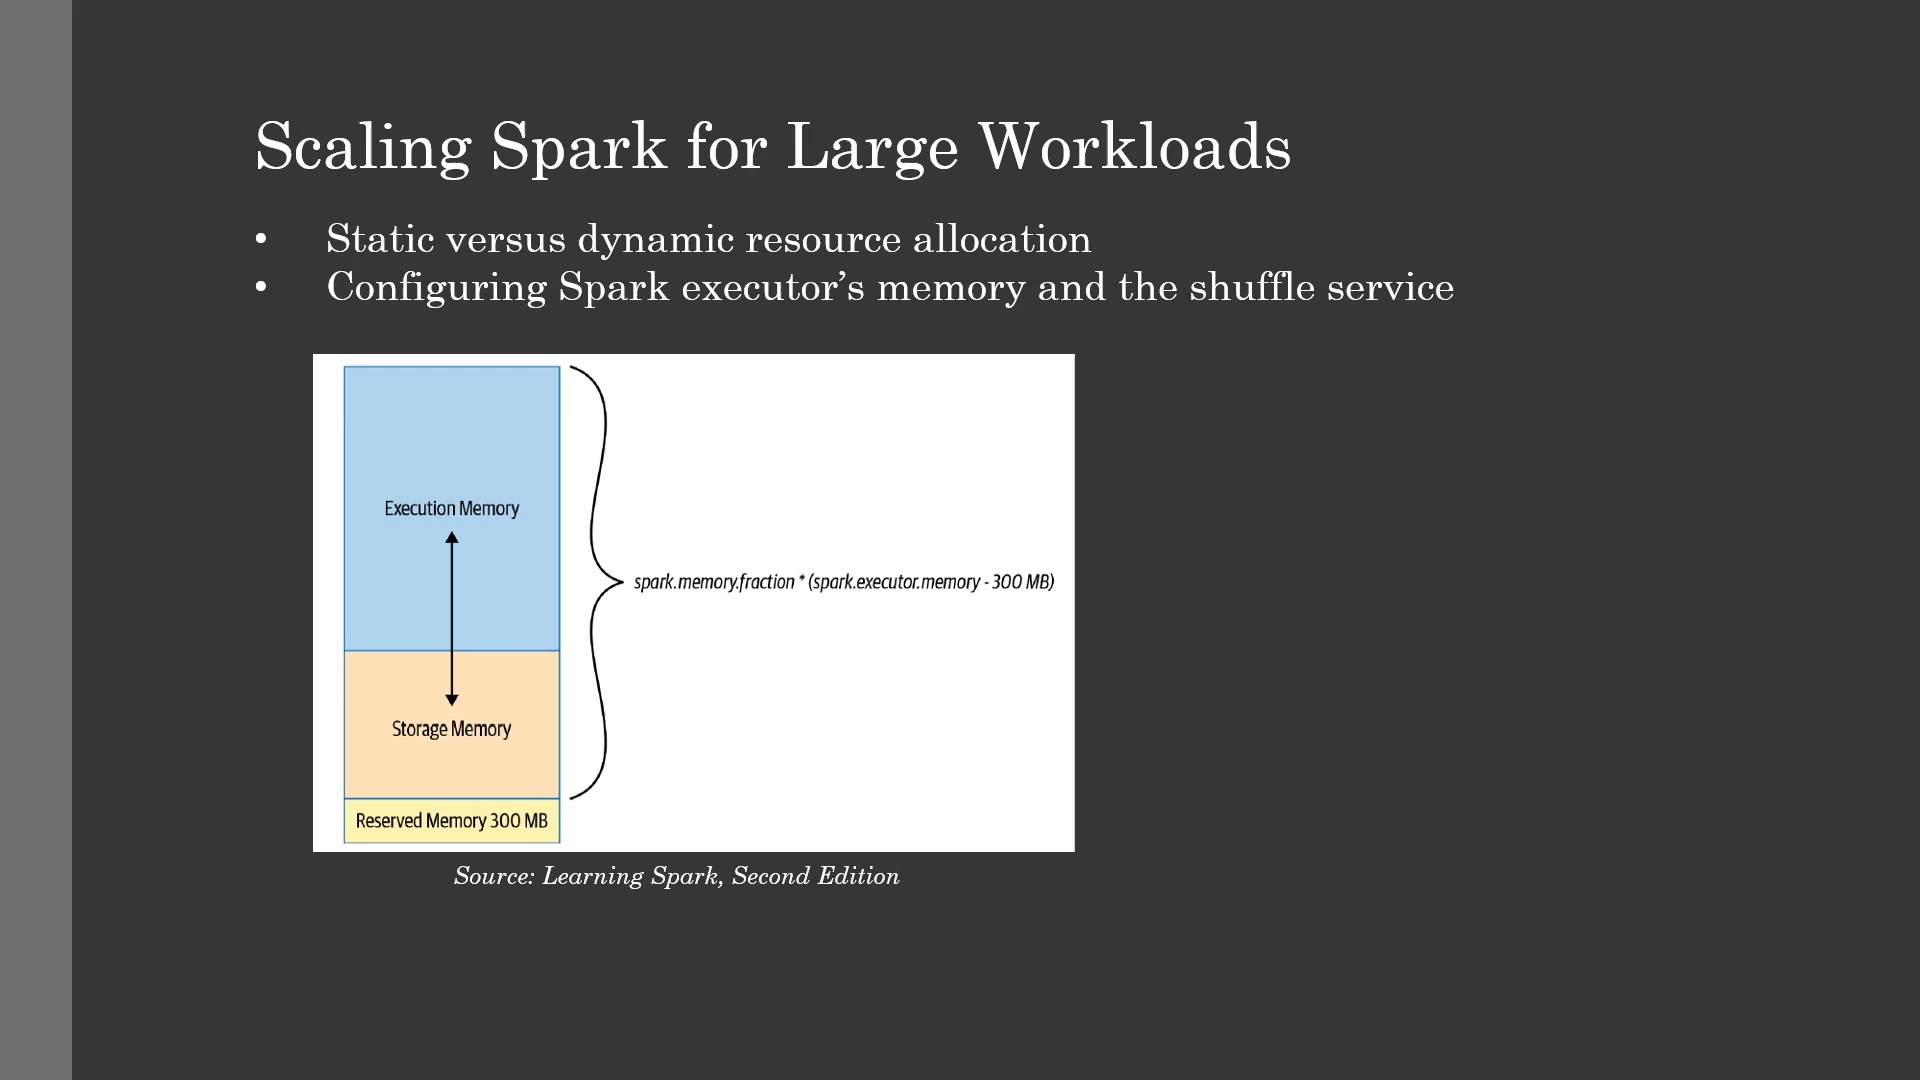 Scaling Spark for Large Workloads
• Static versus dynamic resource allocation
• Configuring Spark executor’s memory and the shuffle service
Execution Memory
spark.memory.fraction * (spark.executor.memory - 300 MB)
Storage Memory
Reserved Memory 300 MB
Source: Learning Spark, Second Edition